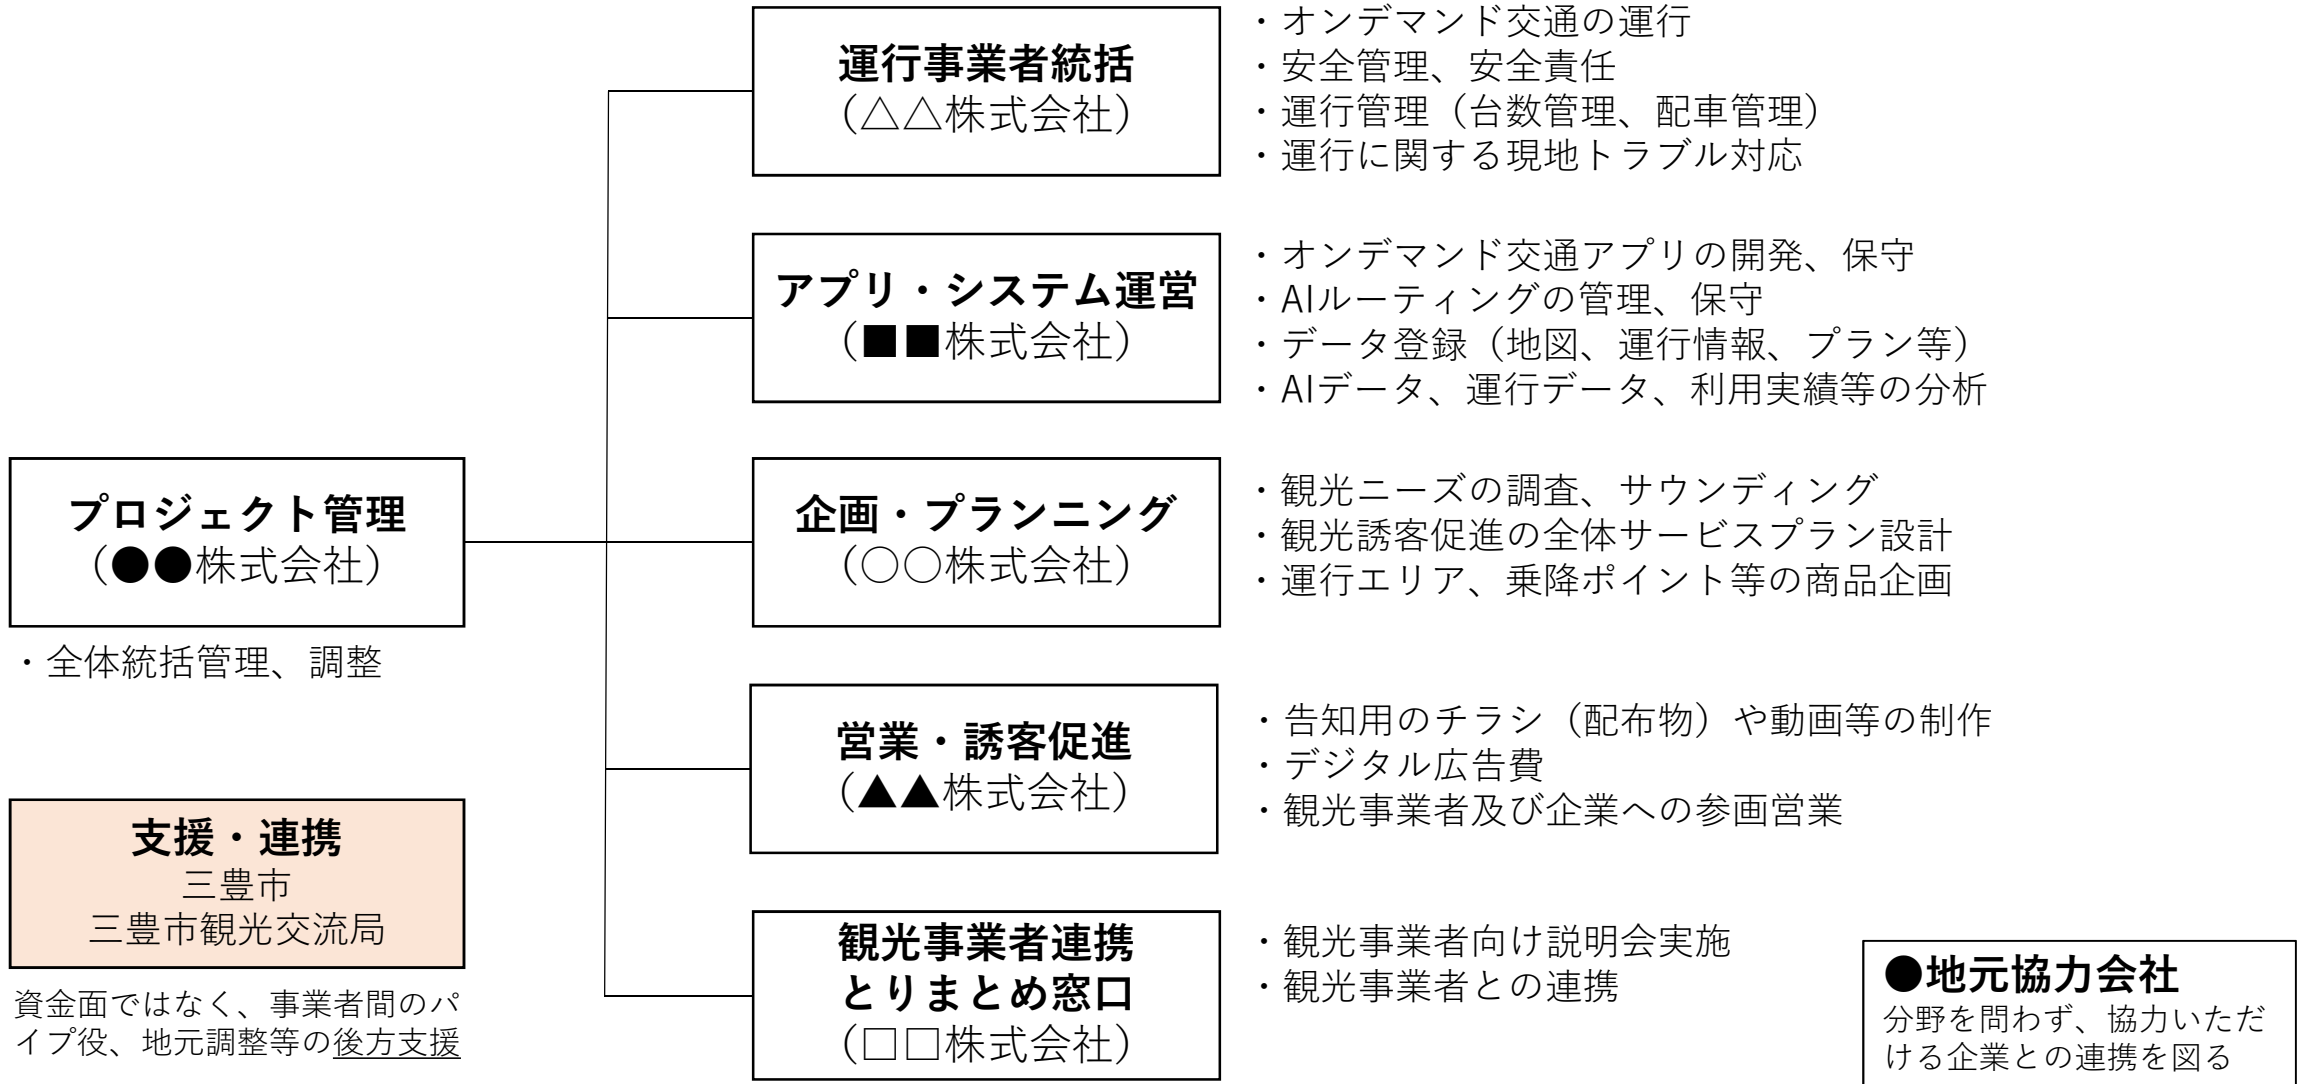 運行事業者統括
（△△株式会社）
・オンデマンド交通の運行
・安全管理、安全責任
・運行管理（台数管理、配車管理）
・運行に関する現地トラブル対応
アプリ・システム運営
（■■株式会社）
・オンデマンド交通アプリの開発、保守
・AIルーティングの管理、保守
・データ登録（地図、運行情報、プラン等）
・AIデータ、運行データ、利用実績等の分析
プロジェクト管理
（●●株式会社）
・全体統括管理、調整
企画・プランニング
（○○株式会社）
・観光ニーズの調査、サウンディング
・観光誘客促進の全体サービスプラン設計
・運行エリア、乗降ポイント等の商品企画
営業・誘客促進
（▲▲株式会社）
・告知用のチラシ（配布物）や動画等の制作
・デジタル広告費
・観光事業者及び企業への参画営業
支援・連携
三豊市
三豊市観光交流局
資金面ではなく、事業者間のパ
イプ役、地元調整等の後方支援
観光事業者連携
とりまとめ窓口
（□□株式会社）
・観光事業者向け説明会実施
・観光事業者との連携
●地元協力会社
分野を問わず、協力いただ
ける企業との連携を図る